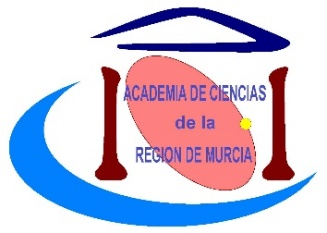 ACADEMIA DE CIENCIAS
de la
REGION DE MURCIA